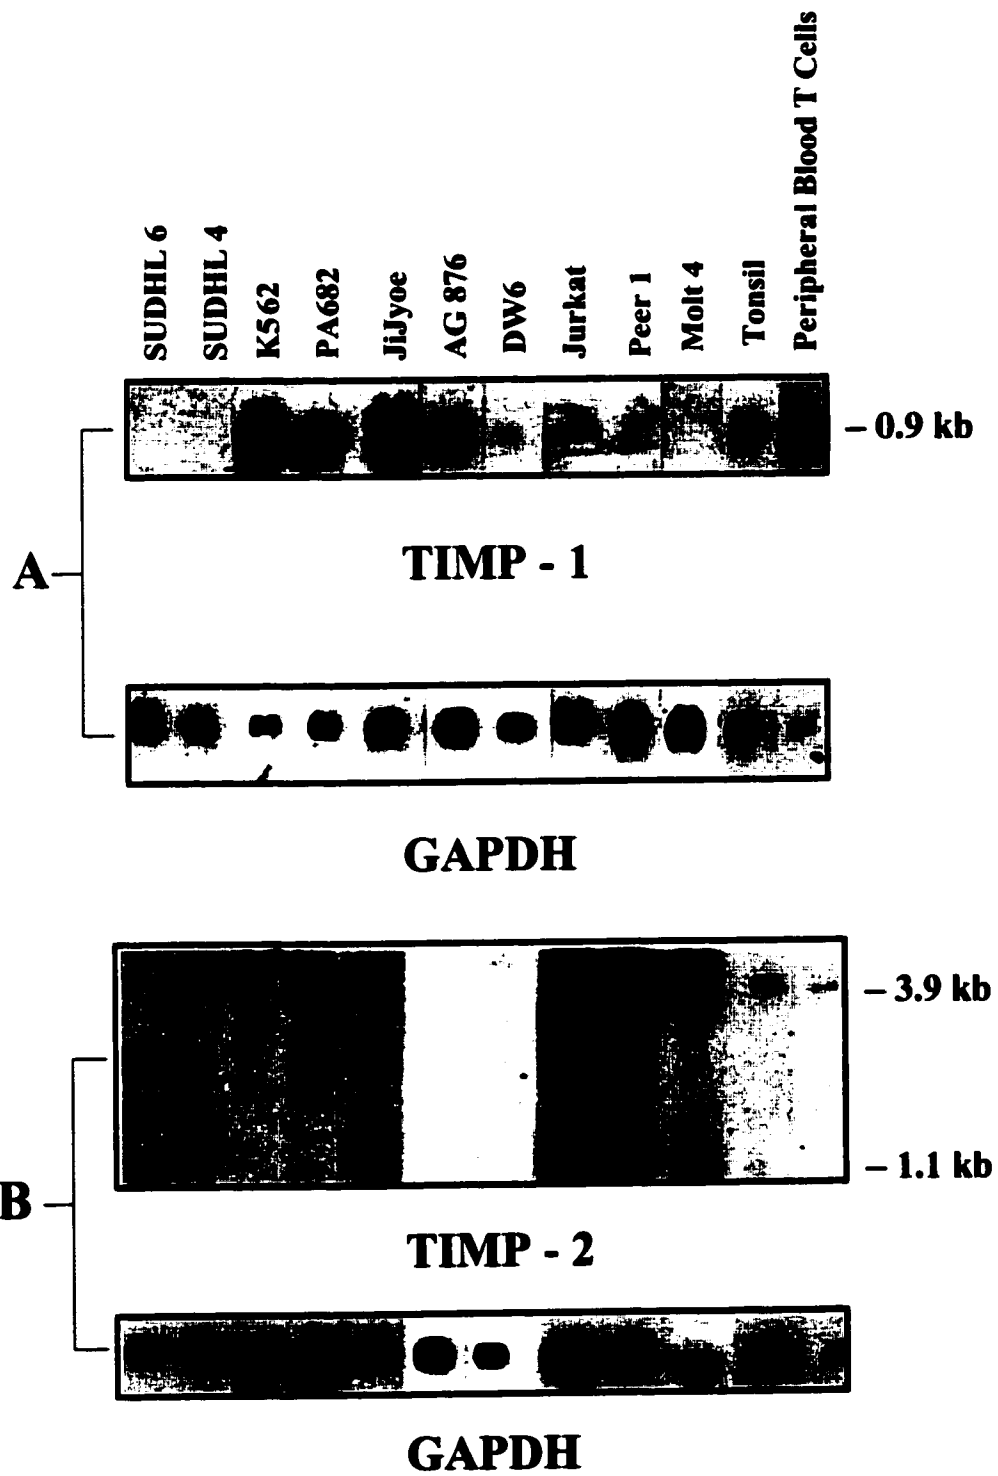 SUDHL 6
SUDHL 4
K562
PA682
JiJyoe
AG 876
DW6
Jurkat
Peer 1
Molt 4
Tonsil
Peripheral Blood T Cells
– 0.9 kb
A
TIMP - 1
GAPDH
– 3.9 kb
– 1.1 kb
B
TIMP - 2
GAPDH